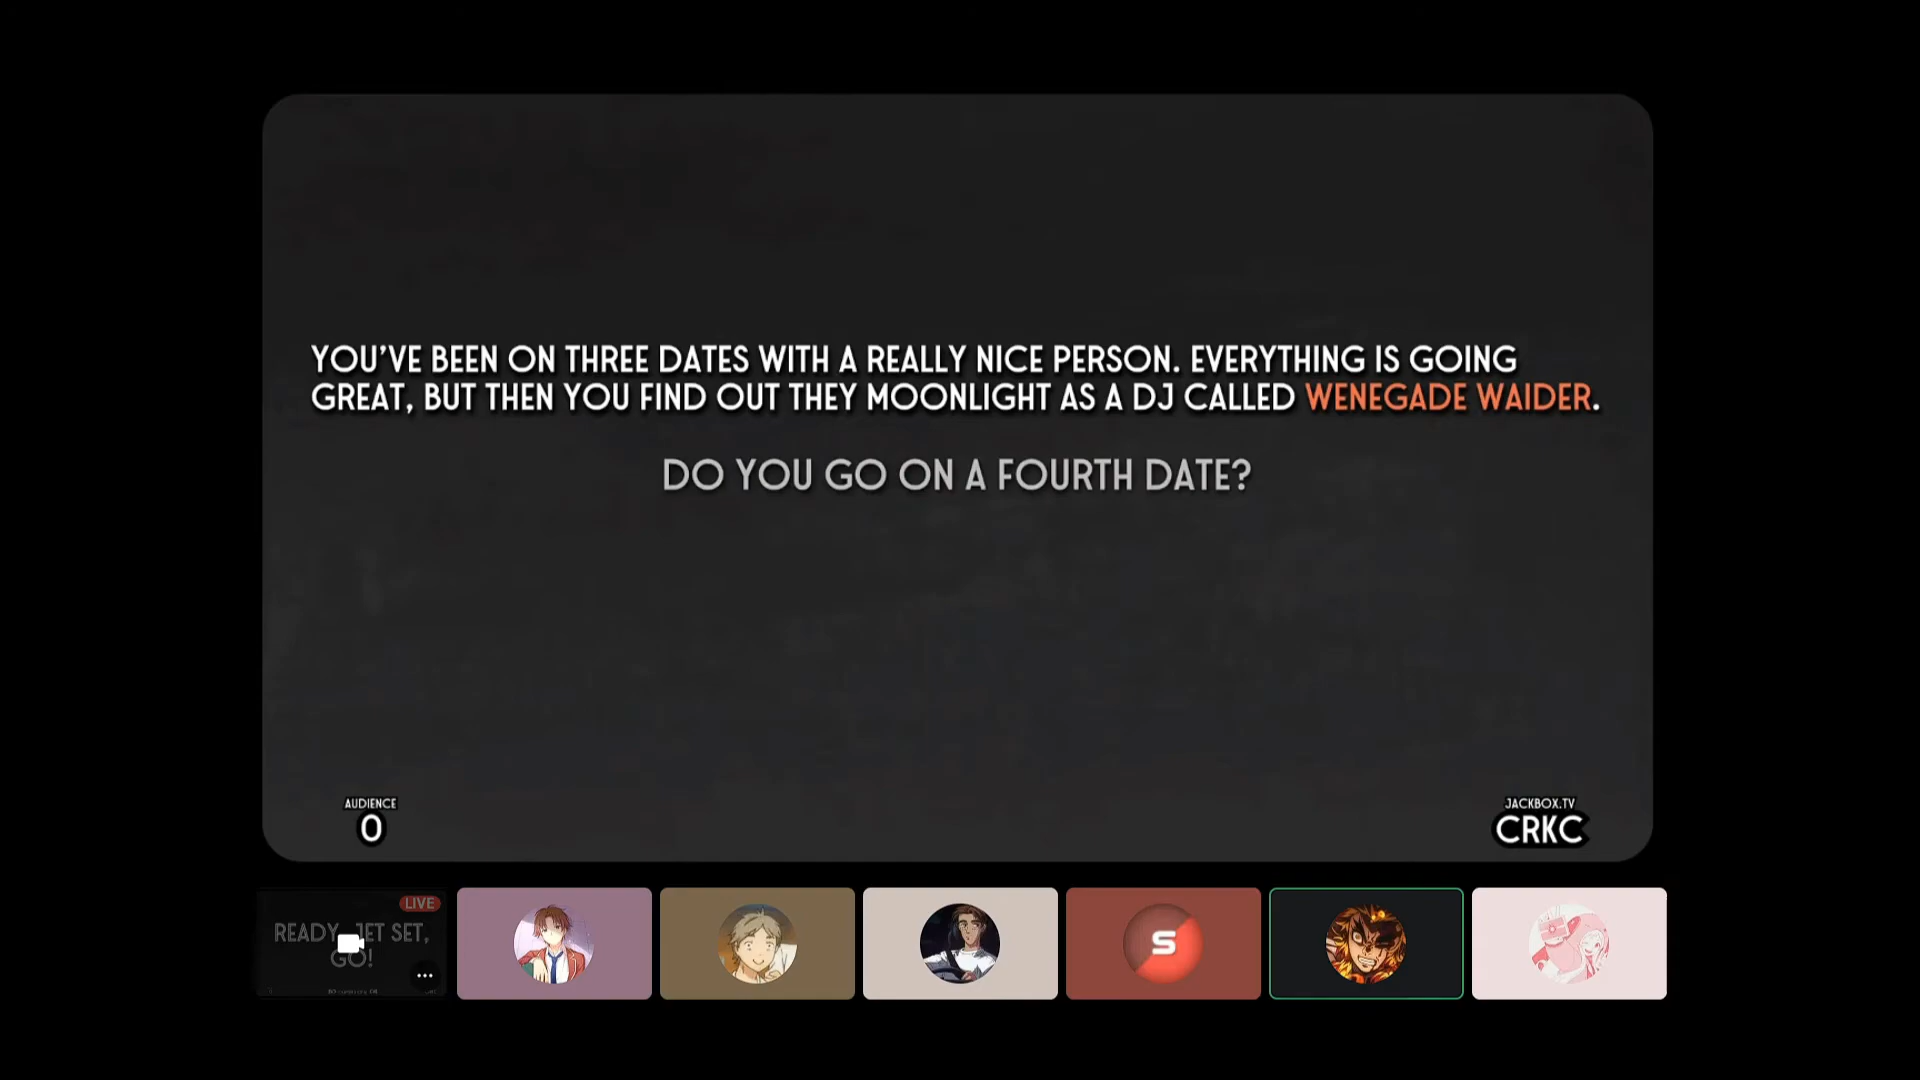 YOU'VE BEEN ON THREE DATES WITH A REALLY NICE PERSON. EVERYTHING IS GOING
GREAT, BUT THEN YOU FIND OUT THEY MOONLIGHT AS A DJ CALLED WENEGADE WAIDER.
DO YOU GO ON A FOURTH DATE?
AUDIENCE
0
JACKBOX.TV
CRKC
LIVE
READY, JET SET,
GO!
S